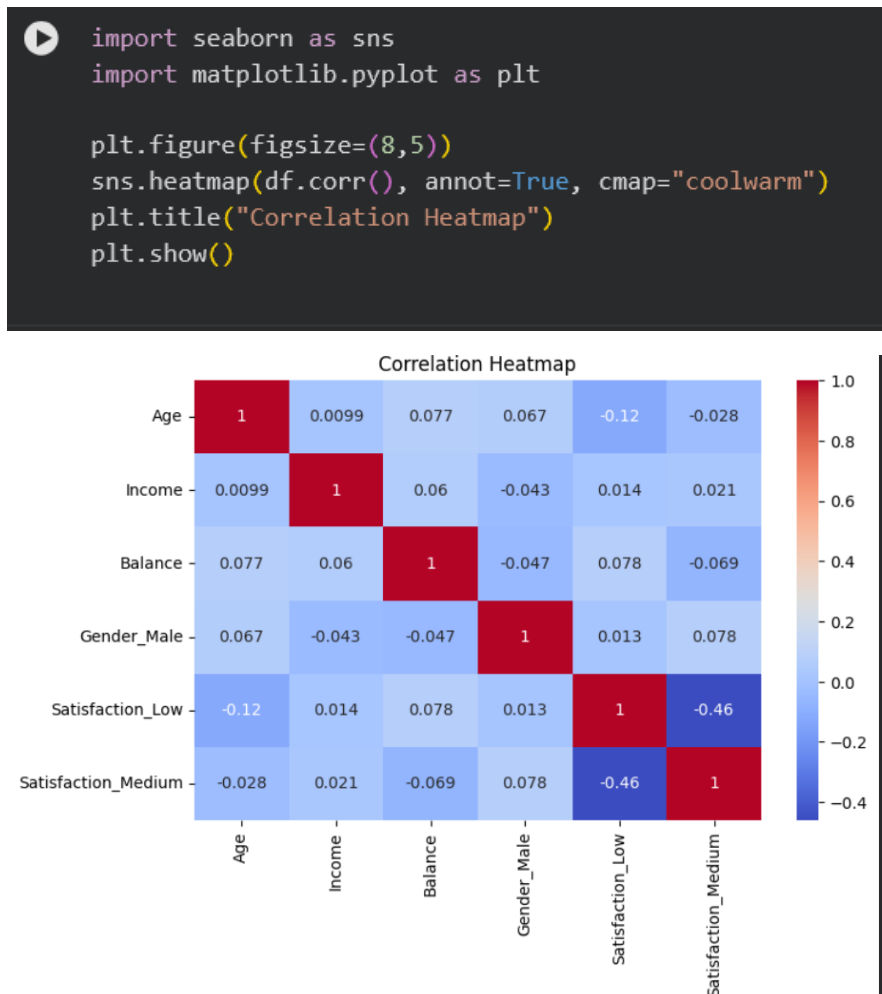 import seaborn as sns
import matplotlib.pyplot as plt
plt.figure(figsize=(8,5))
sns.heatmap(df.corr(), annot=True, cmap="coolwarm")
plt.title("Correlation Heatmap")
plt.show()
Correlation Heatmap
Age 1 0.0099 0.077 0.067 -0.12 -0.028
Income 0.0099 1 0.06 -0.043 0.014 0.021
Balance 0.077 0.06 1 -0.047 0.078 -0.069
Gender_Male 0.067 -0.043 -0.047 1 0.013 0.078
Satisfaction_Low -0.12 0.014 0.078 0.013 1 -0.46
Satisfaction_Medium -0.028 0.021 -0.069 0.078 -0.46 1
Age
Income
Balance
Gender_Male
Satisfaction_Low
Satisfaction_Medium
1.0
0.8
0.6
0.4
0.2
0.0
−0.2
−0.4